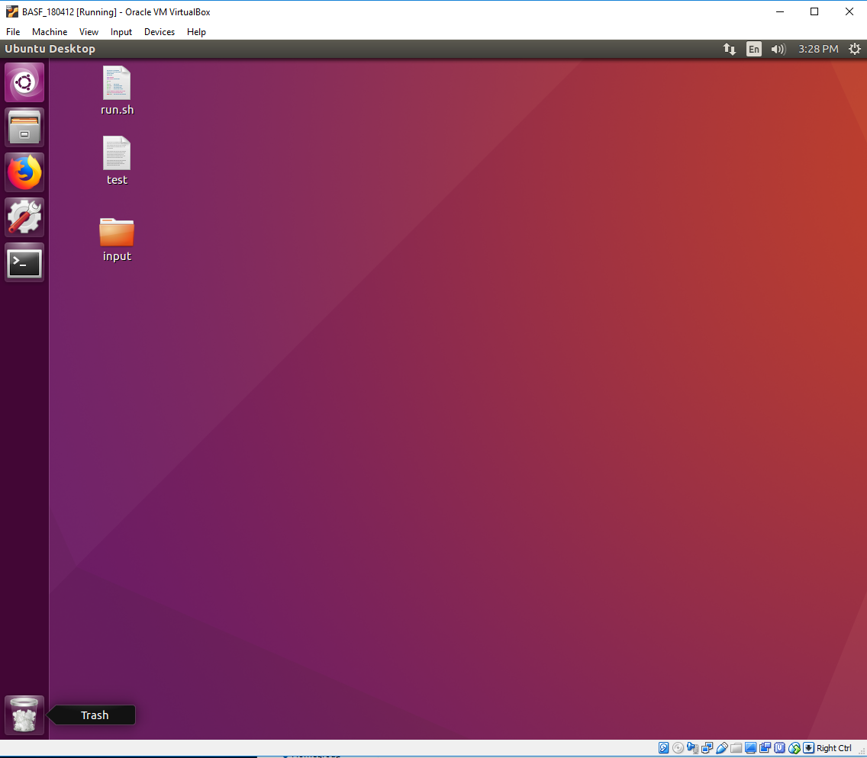 BASF_180412 [Running] - Oracle VM VirtualBox
File Machine View Input Devices Help
Ubuntu Desktop En 3:28 PM
run.sh
test
input
>_
Trash
Right Ctrl